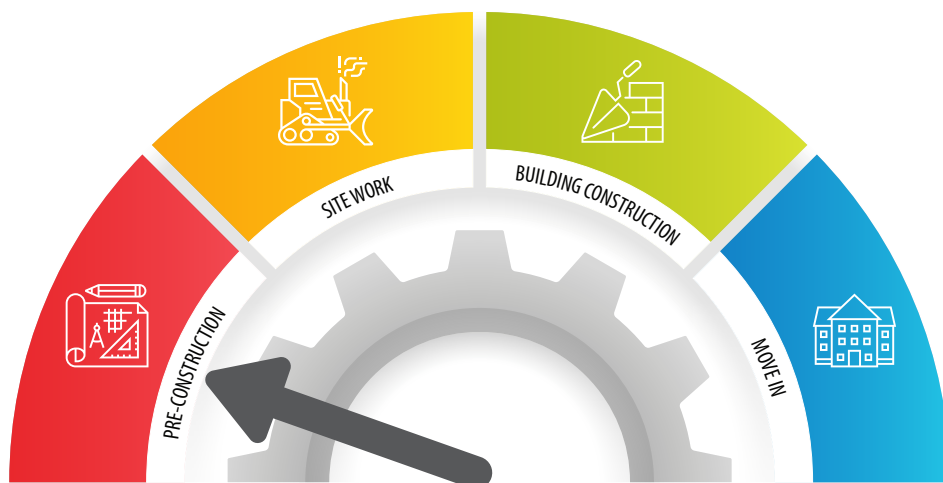 PRE-CONSTRUCTION
SITE WORK
BUILDING CONSTRUCTION
MOVE IN